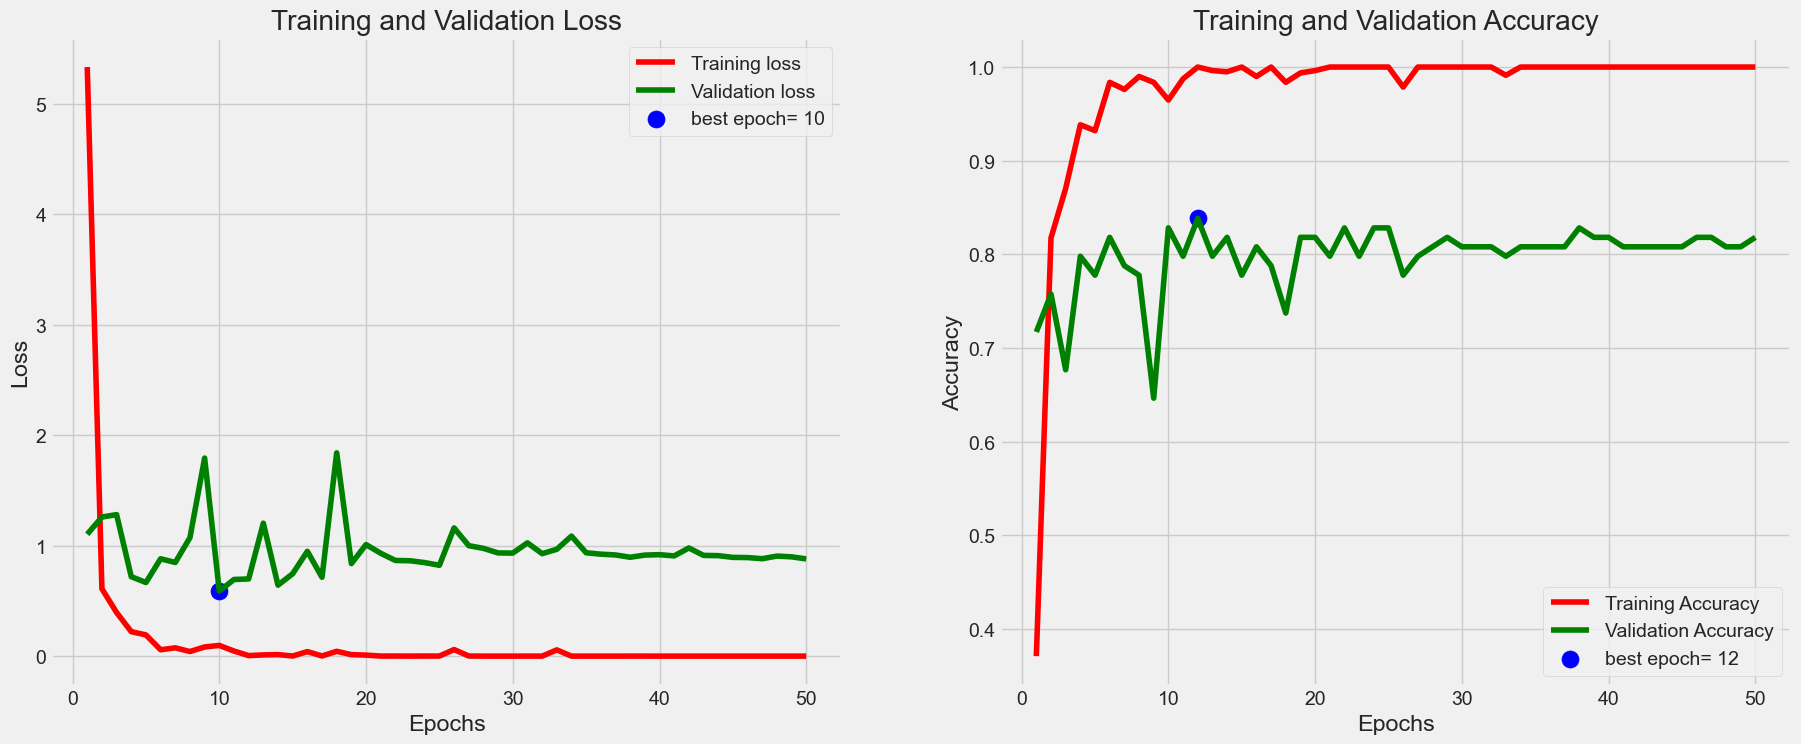 Training and Validation Loss
Training loss
Validation loss
best epoch= 10
5
4
3
2
1
0
Loss
0
10
20
30
40
50
Epochs
Training and Validation Accuracy
1.0
0.9
0.8
0.7
0.6
0.5
0.4
Accuracy
Training Accuracy
Validation Accuracy
best epoch= 12
0
10
20
30
40
50
Epochs